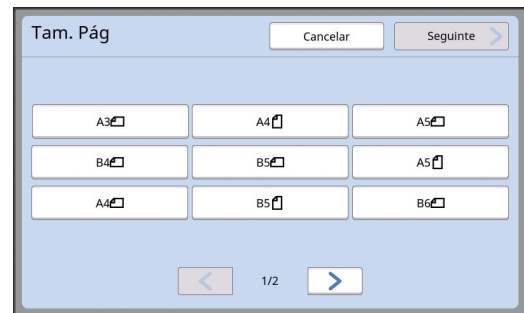 Tam. Pág Cancelar Seguinte
A3 A4 A5
B4 B5 A5
A4 B5 B6
1/2